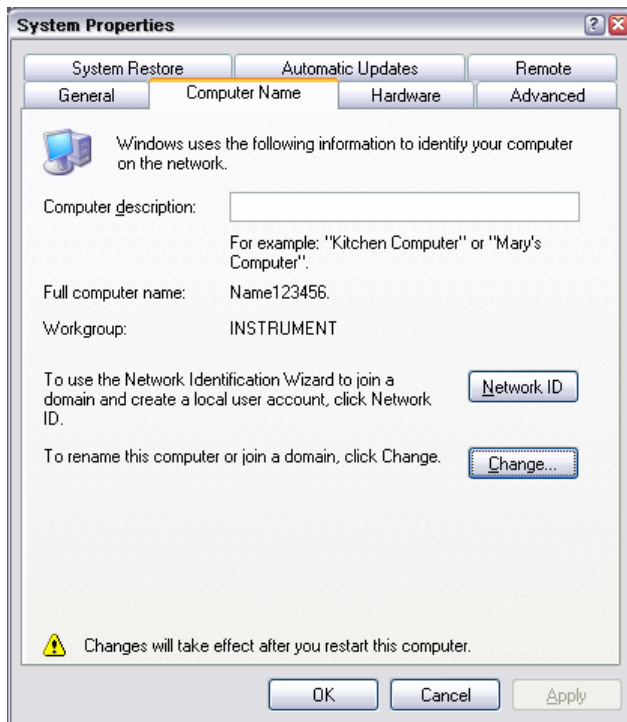 System Properties
System Restore Automatic Updates Remote
General Computer Name Hardware Advanced
Windows uses the following information to identify your computer
on the network.
Computer description:
For example: "Kitchen Computer" or "Mary's
Computer".
Full computer name: Name123456.
Workgroup: INSTRUMENT
To use the Network Identification Wizard to join a
domain and create a local user account, click Network
ID.
Network ID
To rename this computer or join a domain, click Change.
Change...
Changes will take effect after you restart this computer.
OK Cancel Apply